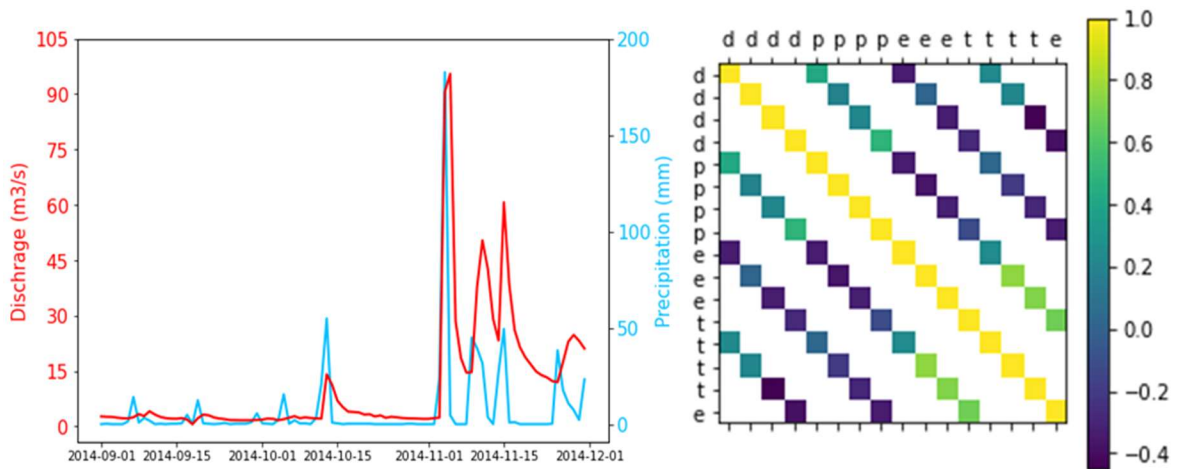 105
90
75
60
45
30
15
0
Dischrage (m3/s)
200
150
100
50
0
Precipitation (mm)
2014-09-01 2014-09-15 2014-10-01 2014-10-15 2014-11-01 2014-11-15 2014-12-01
d d d d p p p p e e e t t t t e
d
d
d
d
p
p
p
p
e
e
e
t
t
t
t
e
1.0
0.8
0.6
0.4
0.2
0.0
−0.2
−0.4